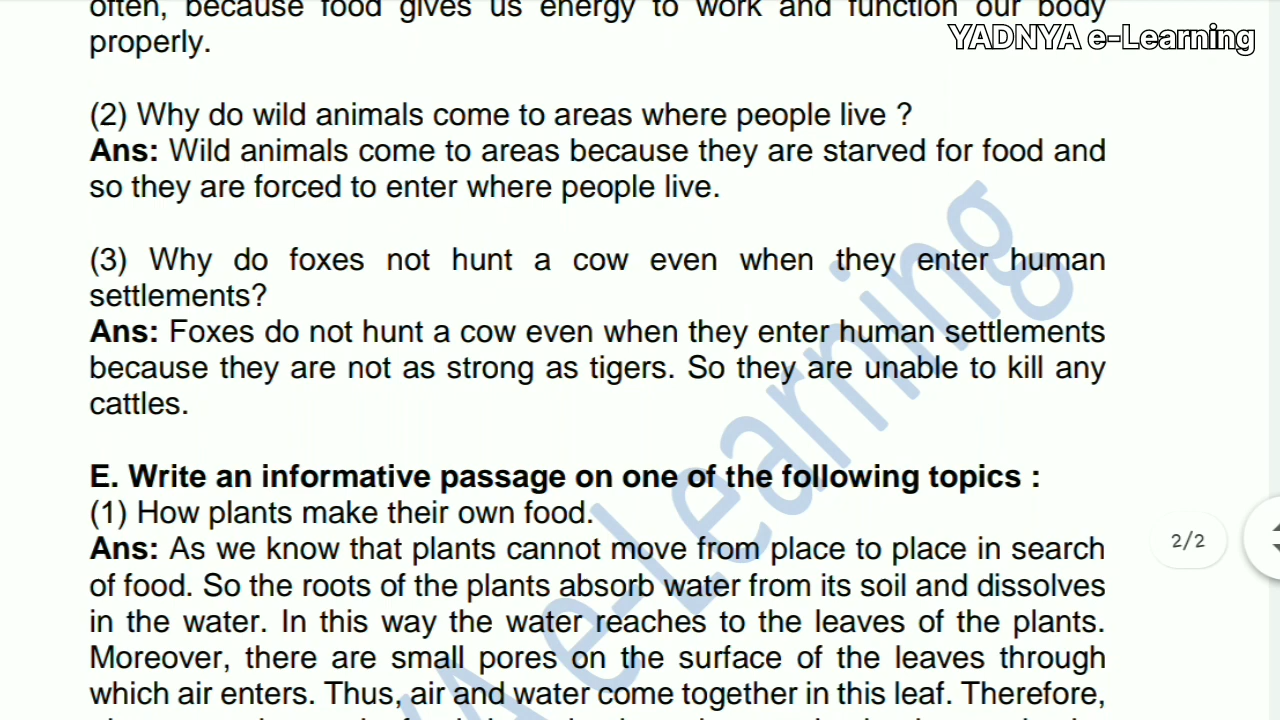 often, because food gives us energy to work and function our body
YADNYA e-Learning
properly.
(2) Why do wild animals come to areas where people live ?
Ans: Wild animals come to areas because they are starved for food and
so they are forced to enter where people live.
(3) Why do foxes not hunt a cow even when they enter human
settlements?
Ans: Foxes do not hunt a cow even when they enter human settlements
because they are not as strong as tigers. So they are unable to kill any
cattles.
E. Write an informative passage on one of the following topics :
(1) How plants make their own food.
Ans: As we know that plants cannot move from place to place in search
of food. So the roots of the plants absorb water from its soil and dissolves
in the water. In this way the water reaches to the leaves of the plants.
Moreover, there are small pores on the surface of the leaves through
which air enters. Thus, air and water come together in this leaf. Therefore,
A e-Learning
2/2